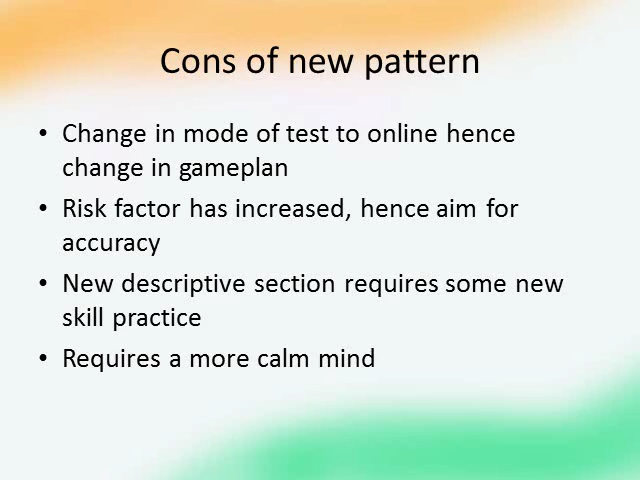 Cons of new pattern
• Change in mode of test to online hence
change in gameplan
• Risk factor has increased, hence aim for
accuracy
• New descriptive section requires some new
skill practice
• Requires a more calm mind